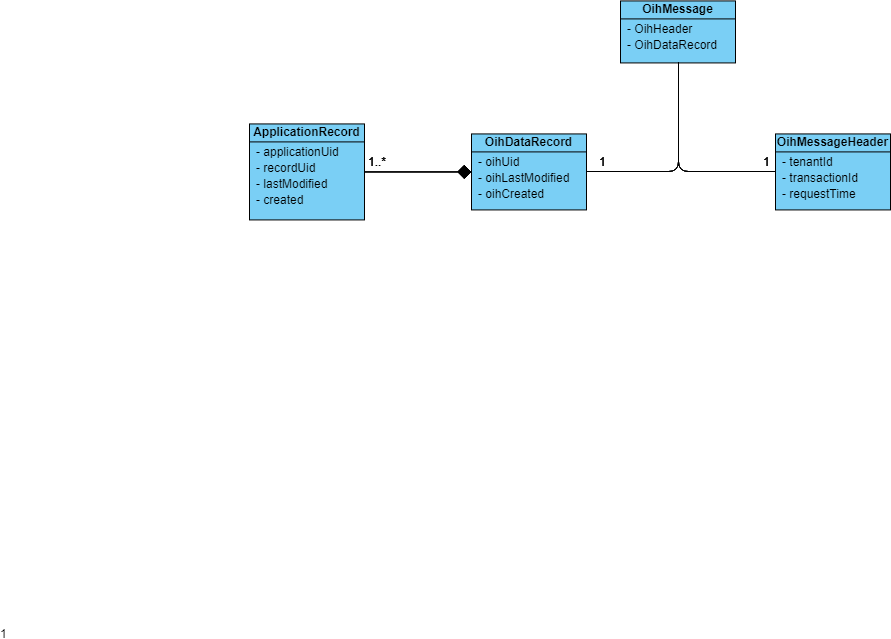 OihMessage
- OihHeader
- OihDataRecord
ApplicationRecord
- applicationUid
- recordUid
- lastModified
- created
1..*
OihDataRecord
- oihUid
- oihLastModified
- oihCreated
1
1
OihMessageHeader
- tenantId
- transactionId
- requestTime
1